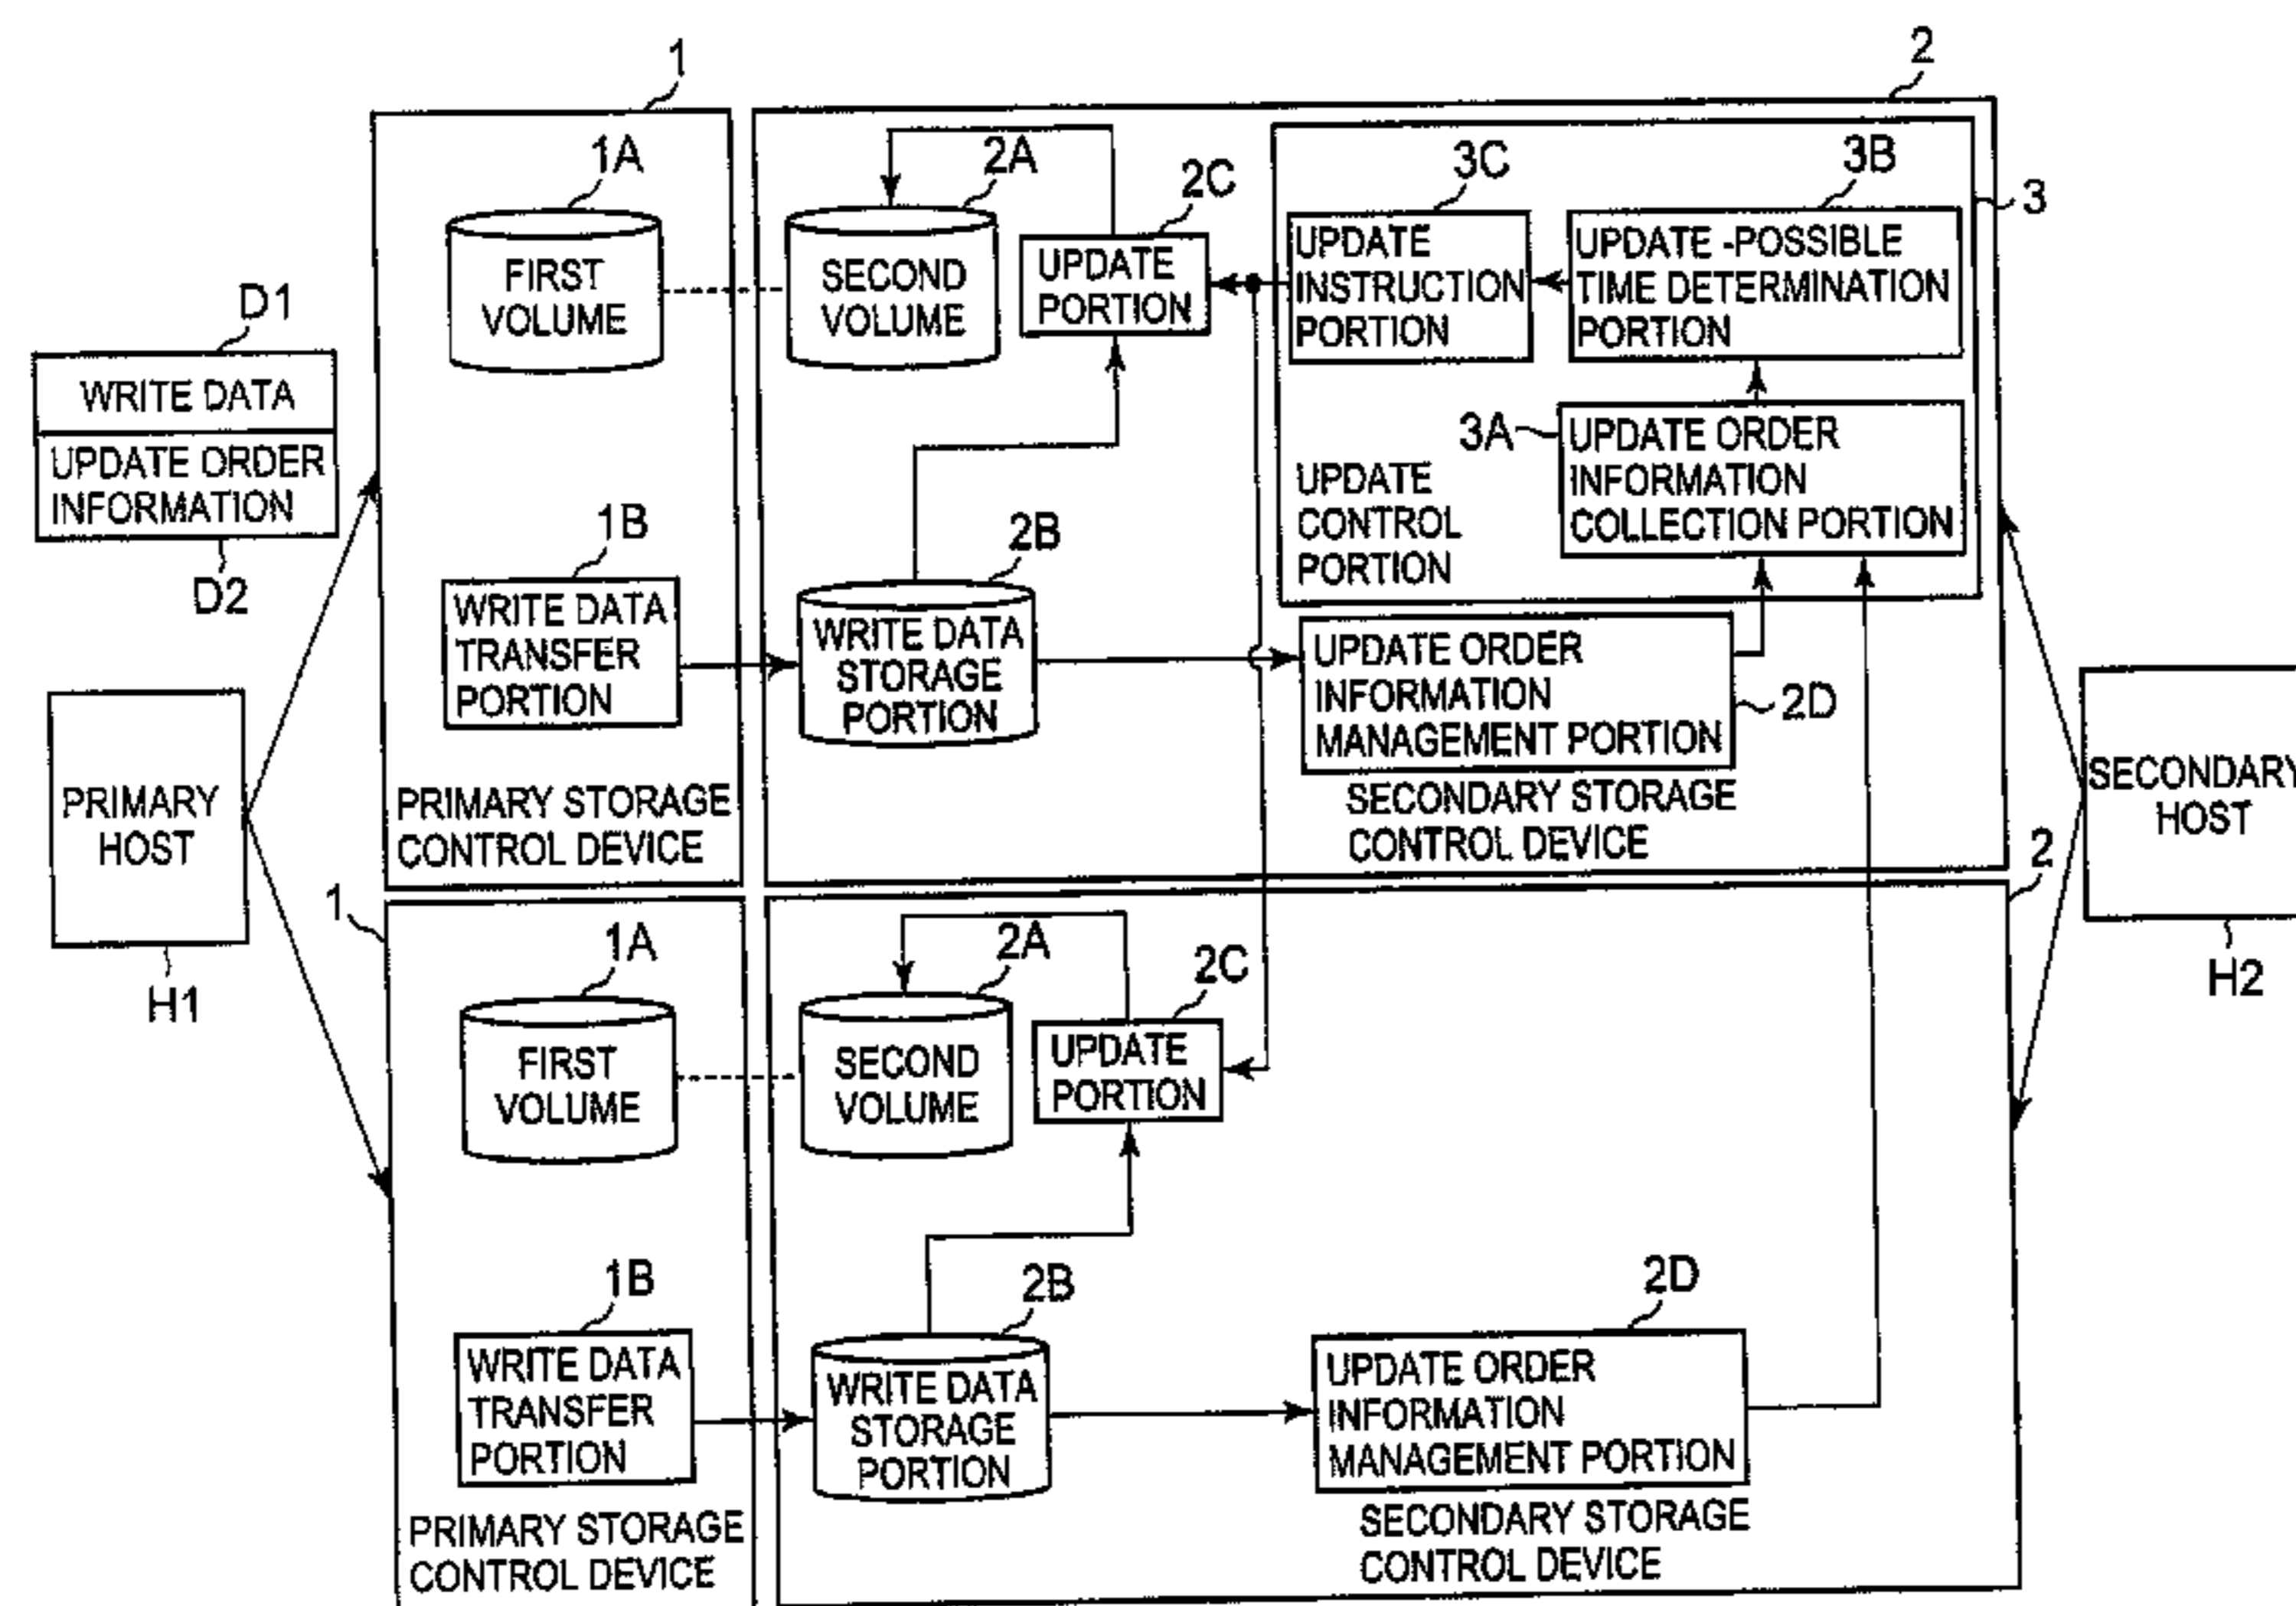 1
2
1A
2A
2C
3C
3B
3
FIRST
VOLUME
SECOND
VOLUME
UPDATE
PORTION
UPDATE
INSTRUCTION
PORTION
UPDATE -POSSIBLE
TIME DETERMINATION
PORTION
D1
WRITE DATA
UPDATE ORDER
INFORMATION
D2
3A
UPDATE ORDER
INFORMATION
COLLECTION PORTION
UPDATE
CONTROL
PORTION
1B
2B
WRITE DATA
TRANSFER
PORTION
WRITE DATA
STORAGE
PORTION
UPDATE ORDER
INFORMATION
MANAGEMENT PORTION
2D
PRIMARY
HOST
H1
PRIMARY STORAGE
CONTROL DEVICE
SECONDARY STORAGE
CONTROL DEVICE
SECONDARY
HOST
H2
1
2
1A
2A
2C
FIRST
VOLUME
SECOND
VOLUME
UPDATE
PORTION
1B
2B
2D
WRITE DATA
TRANSFER
PORTION
WRITE DATA
STORAGE
PORTION
UPDATE ORDER
INFORMATION
MANAGEMENT PORTION
PRIMARY STORAGE
CONTROL DEVICE
SECONDARY STORAGE
CONTROL DEVICE